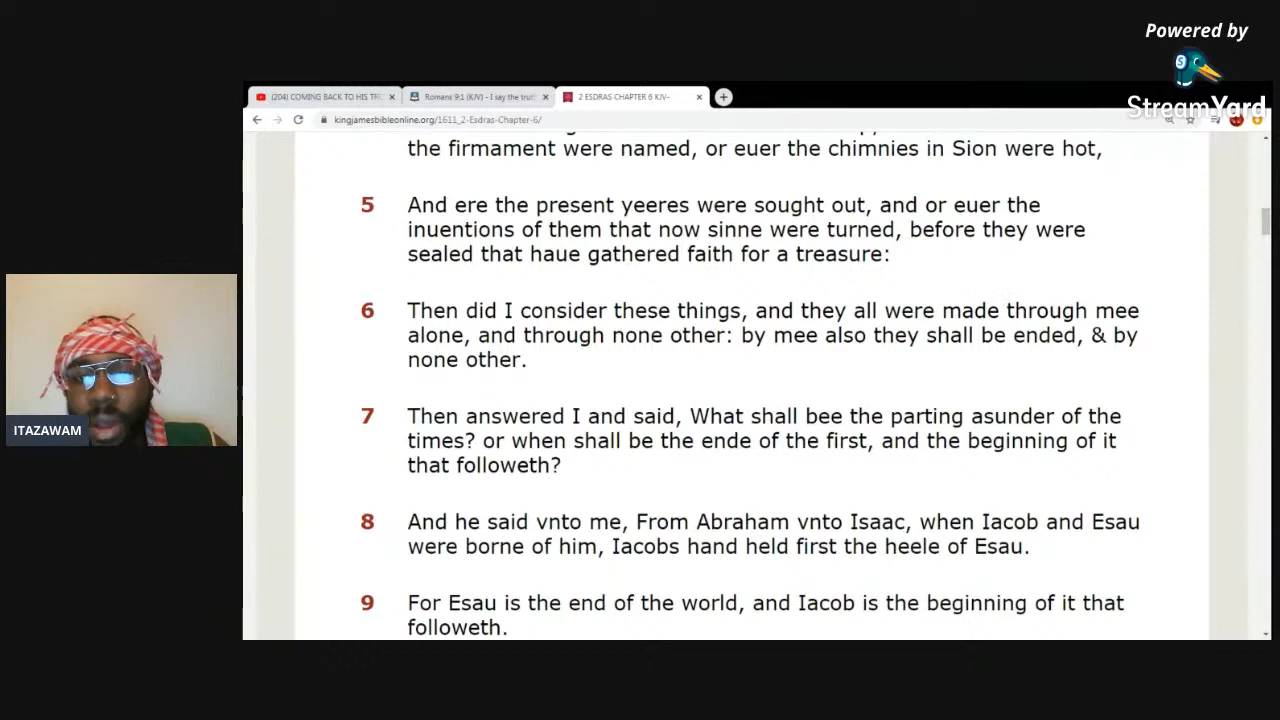 Powered by
StreamYard
(204) COMING BACK TO HIS TR
Romans 9:1 (KJV) - I say the trut
2 ESDRAS CHAPTER 6 KJV-
kingjamesbibleonline.org/1611_2-Esdras-Chapter-6/
the firmament were named, or euer the chimnies in Sion were hot,
5 And ere the present yeeres were sought out, and or euer the
inuentions of them that now sinne were turned, before they were
sealed that haue gathered faith for a treasure:
6 Then did I consider these things, and they all were made through mee
alone, and through none other: by mee also they shall be ended, & by
none other.
7 Then answered I and said, What shall bee the parting asunder of the
times? or when shall be the ende of the first, and the beginning of it
that followeth?
8 And he said vnto me, From Abraham vnto Isaac, when Iacob and Esau
were borne of him, Iacobs hand held first the heele of Esau.
9 For Esau is the end of the world, and Iacob is the beginning of it that
followeth.
ITAZAWAM